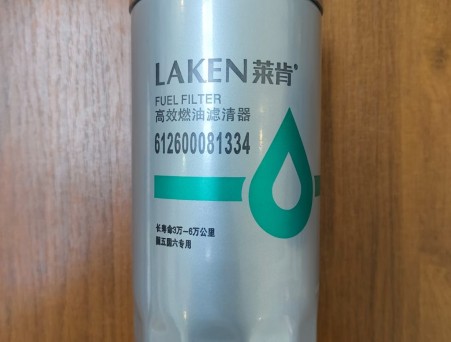 LAKEN莱肯®
FUEL FILTER
高效燃油滤清器
612600081334
长寿命3万-6万公里
国五国六专用